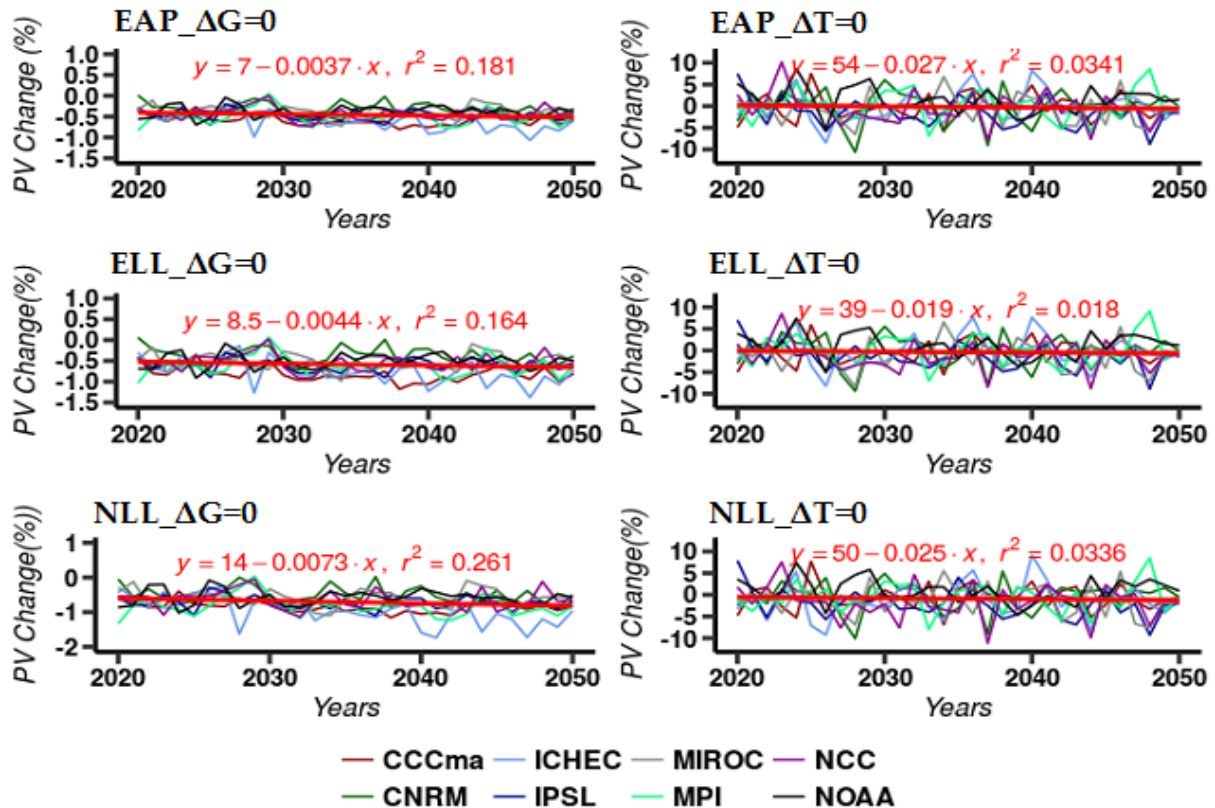 EAP_ΔG=0
PV Change (%)
1.0
0.5
0.0
-0.5
-1.0
-1.5
y = 7−0.0037·x, r² = 0.181
2020 2030 2040 2050
Years
EAP_ΔT=0
PV Change(%)
10
5
0
-5
-10
y=54−0.027·x, r² = 0.0341
2020 2030 2040 2050
Years
ELL_ΔG=0
PV Change(%)
1.0
0.5
0.0
-0.5
-1.0
-1.5
y = 8.5−0.0044·x, r² = 0.164
2020 2030 2040 2050
Years
ELL_ΔT=0
PV Change(%)
10
5
0
-5
-10
y=39−0.019·x, r² = 0.018
2020 2030 2040 2050
Years
NLL_ΔG=0
PV Change(%))
1
0
-1
-2
y = 14−0.0073·x, r² = 0.261
2020 2030 2040 2050
Years
NLL_ΔT=0
PV Change(%)
10
5
0
-5
-10
y=50−0.025·x, r² = 0.0336
2020 2030 2040 2050
Years
CCCma ICHEC MIROC NCC
CNRM IPSL MPI NOAA